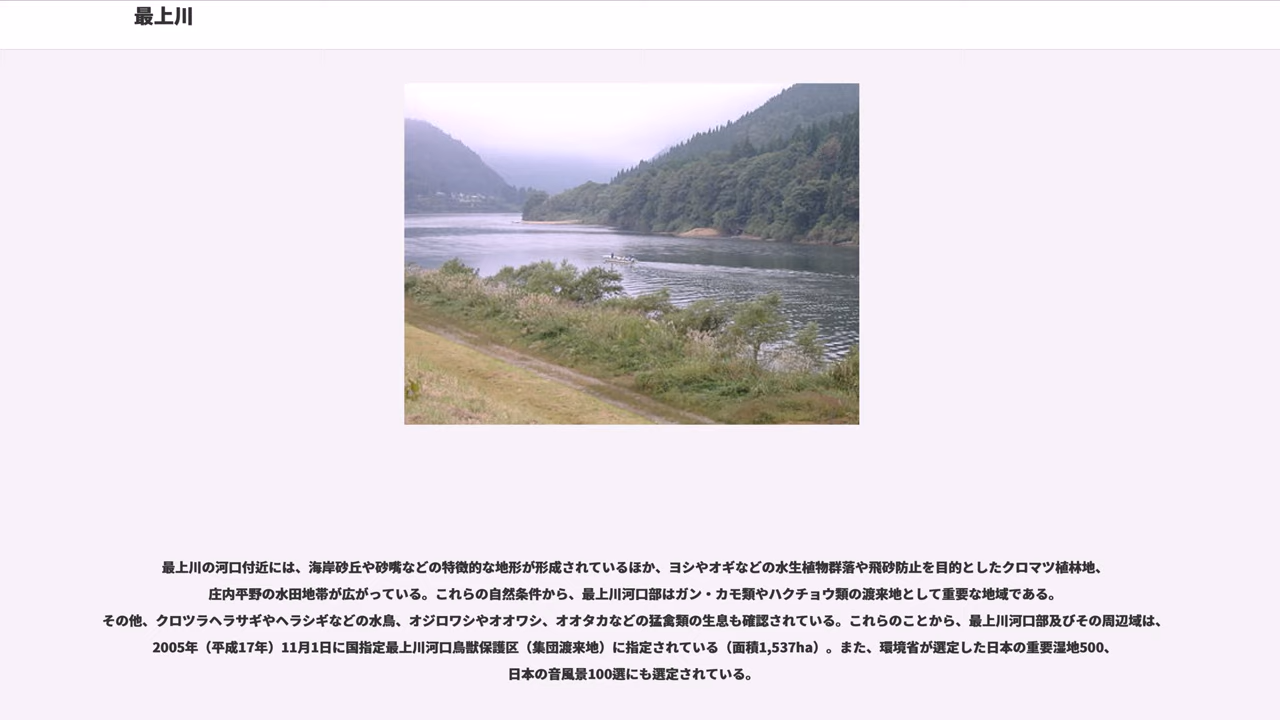 最上川
最上川の河口付近には、海岸砂丘や砂嘴などの特徴的な地形が形成されているほか、ヨシやオギなどの水生植物群落や飛砂防止を目的としたクロマツ植林地、
庄内平野の水田地帯が広がっている。これらの自然条件から、最上川河口部はガン・カモ類やハクチョウ類の渡来地として重要な地域である。
その他、クロツラヘラサギやヘラシギなどの水鳥、オジロワシやオオワシ、オオタカなどの猛禽類の生息も確認されている。これらのことから、最上川河口部及びその周辺域は、
2005年（平成17年）11月1日に国指定最上川河口鳥獣保護区（集団渡来地）に指定されている（面積1,537ha）。また、環境省が選定した日本の重要湿地500、
日本の音風景100選にも選定されている。